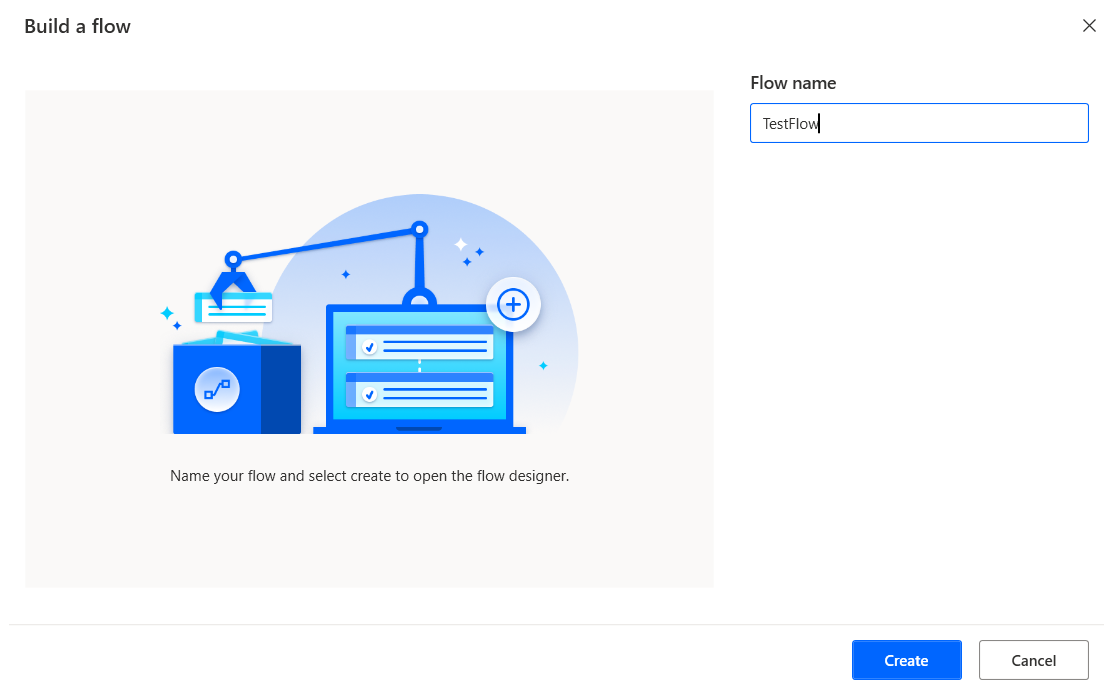 Build a flow
Flow name
TestFlow
Name your flow and select create to open the flow designer.
Create
Cancel